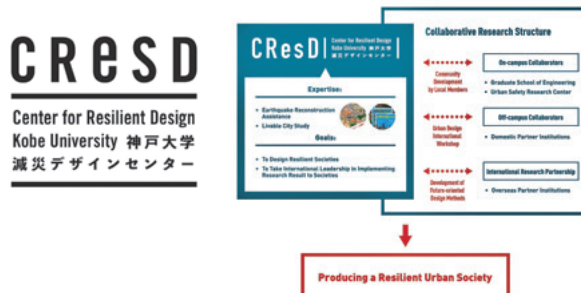 CResD
Center for Resilient Design
Kobe University 神戸大学
減災デザインセンター
CResD
Center for Resilient Design
Kobe University 神戸大学
減災デザインセンター
Expertise:
• Earthquake Reconstruction
Assistance
• Livable City Study
Goals:
• To Design Resilient Societies
• To Take International Leadership in Implementing
Research Result to Societies
Collaborative Research Structure
Community
Development
by Local Members
On-campus Collaborators
• Graduate School of Engineering
• Urban Safety Research Center
Urban Design
International
Workshop
Off-campus Collaborators
• Domestic Partner Institutions
Development of
Future-oriented
Design Methods
International Research Partnership
• Overseas Partner Institutions
Producing a Resilient Urban Society